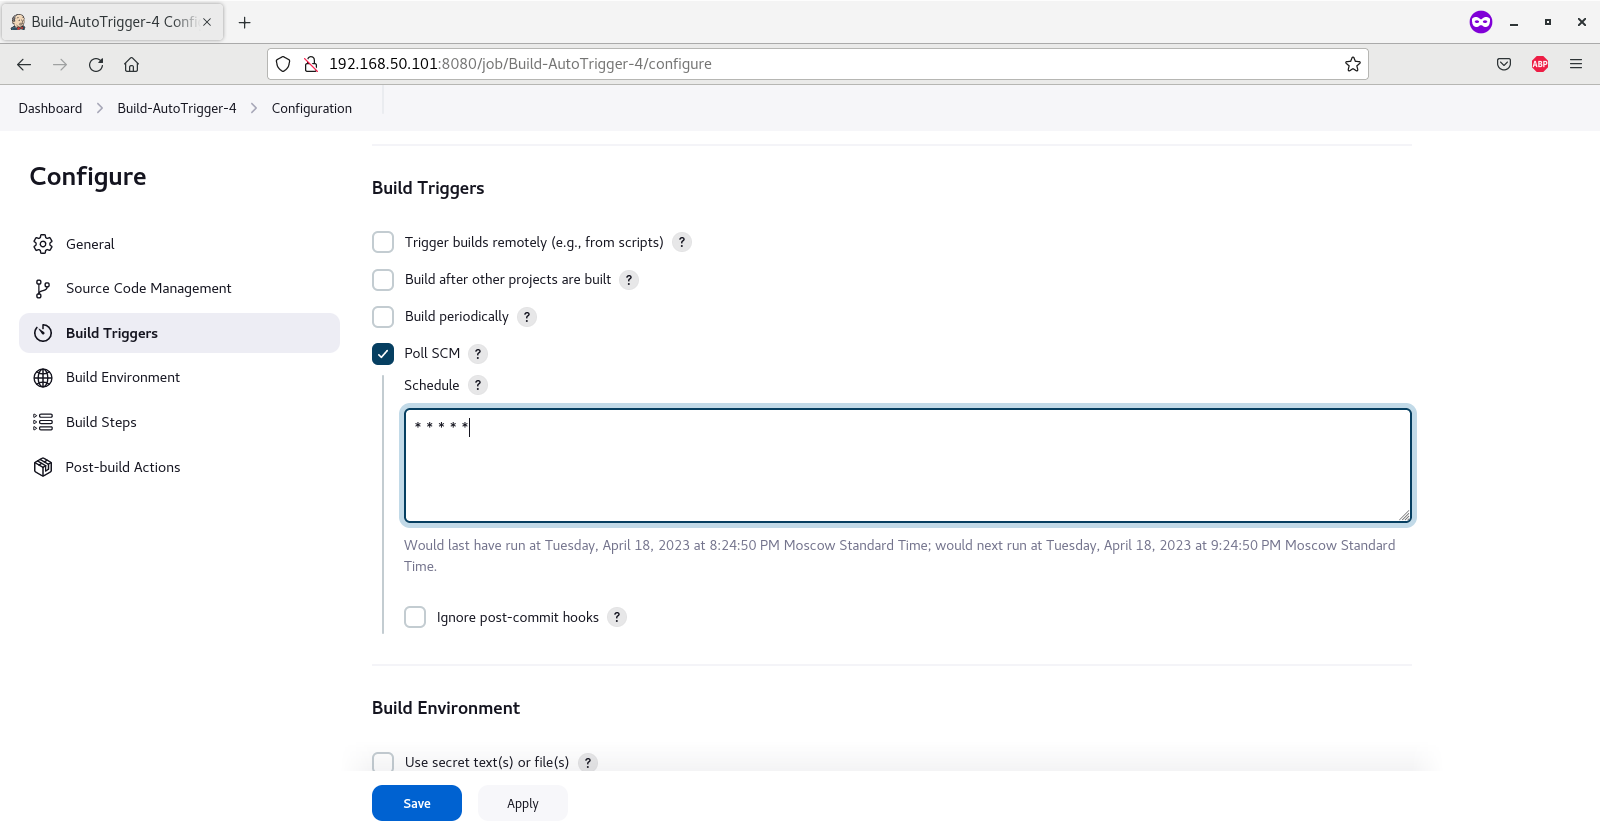 Build-AutoTrigger-4 Confi
192.168.50.101:8080/job/Build-AutoTrigger-4/configure
ABP
Dashboard
Build-AutoTrigger-4
Configuration
Configure
General
Source Code Management
Build Triggers
Build Environment
Build Steps
Post-build Actions
Build Triggers
Trigger builds remotely (e.g., from scripts) ?
Build after other projects are built ?
Build periodically ?
Poll SCM ?
Schedule ?
* * * * *
Would last have run at Tuesday, April 18, 2023 at 8:24:50 PM Moscow Standard Time; would next run at Tuesday, April 18, 2023 at 9:24:50 PM Moscow Standard
Time.
Ignore post-commit hooks ?
Build Environment
Use secret text(s) or file(s) ?
Save
Apply